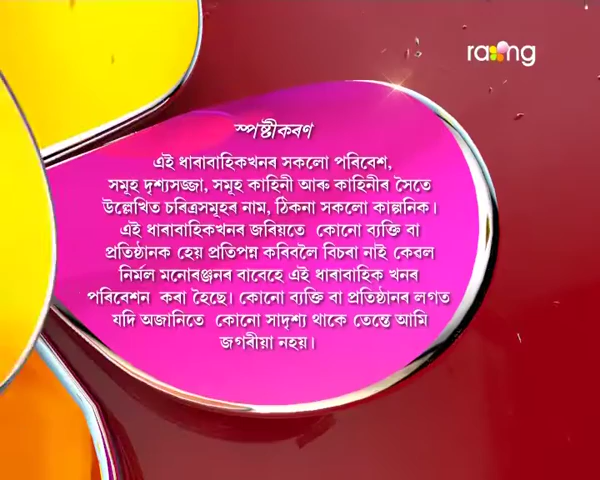 rang
স্পষ্টীকৰণ
এই ধাৰাবাহিকখনৰ সকলো পৰিবেশ,
সমূহ দৃশ্যসজ্জা, সমূহ কাহিনী আৰু কাহিনীৰ সৈতে
উল্লেখিত চৰিত্ৰসমূহৰ নাম, ঠিকনা সকলো কাল্পনিক।
এই ধাৰাবাহিকখনৰ জৰিয়তে কোনো ব্যক্তি বা
প্ৰতিষ্ঠানক হেয় প্ৰতিপন্ন কৰিবলৈ বিচৰা নাই কেৱল
নিৰ্মল মনোৰঞ্জনৰ বাবেহে এই ধাৰাবাহিক খনৰ
পৰিবেশন কৰা হৈছে। কোনো ব্যক্তি বা প্ৰতিষ্ঠানৰ লগত
যদি অজানিতে কোনো সাদৃশ্য থাকে তেন্তে আমি
জগৰীয়া নহয়।